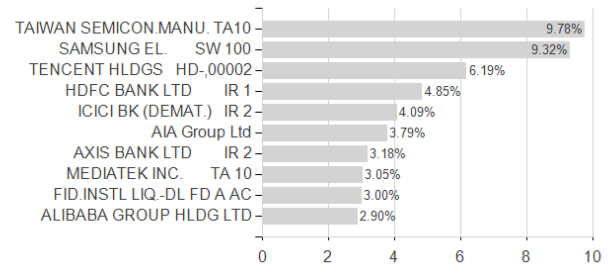 TAIWAN SEMICON.MANU. TA10 9.78%
SAMSUNG EL. SW 100 9.32%
TENCENT HLDGS HD-,00002 6.19%
HDFC BANK LTD IR 1 4.85%
ICICI BK (DEMAT.) IR 2 4.09%
AIA Group Ltd 3.79%
AXIS BANK LTD IR 2 3.18%
MEDIATEK INC. TA 10 3.05%
FID.INSTL LIQ.-DL FD A AC 3.00%
ALIBABA GROUP HLDG LTD 2.90%
0 2 4 6 8 10